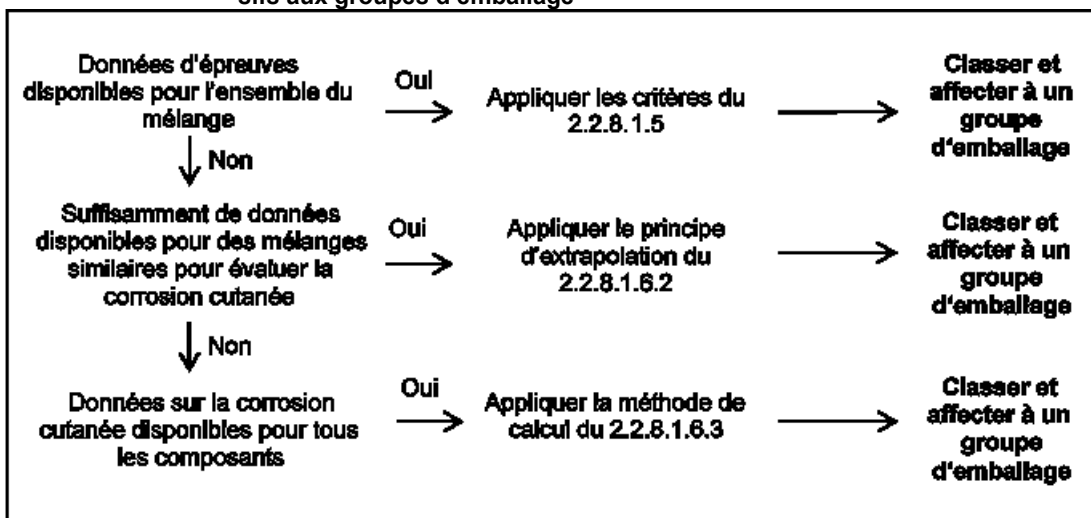 sifs aux groupes d'emballage
Données d'épreuves
disponibles pour l'ensemble du
mélange
Oui
Appliquer les critères du
2.2.8.1.5
Classer et
affecter à un
groupe
d'emballage
Non
Suffisamment de données
disponibles pour des mélanges
similaires pour évaluer la
corrosion cutanée
Oui
Appliquer le principe
d'extrapolation du
2.2.8.1.6.2
Classer et
affecter à un
groupe
d'emballage
Non
Données sur la corrosion
cutanée disponibles pour tous
les composants
Oui
Appliquer la méthode de
calcul du 2.2.8.1.6.3
Classer et
affecter à un
groupe
d'emballage